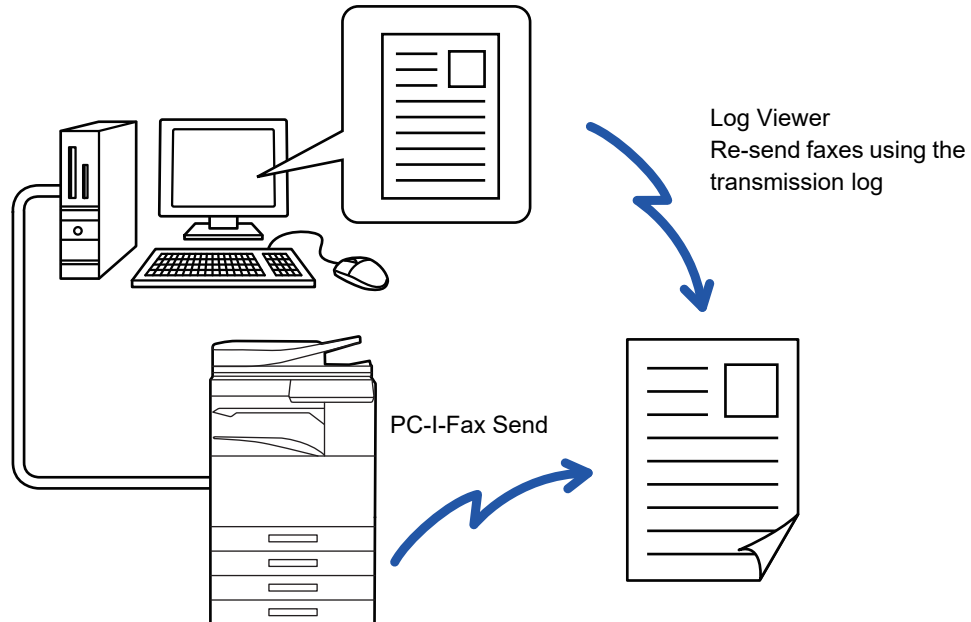 Log Viewer
Re-send faxes using the
transmission log
PC-I-Fax Send